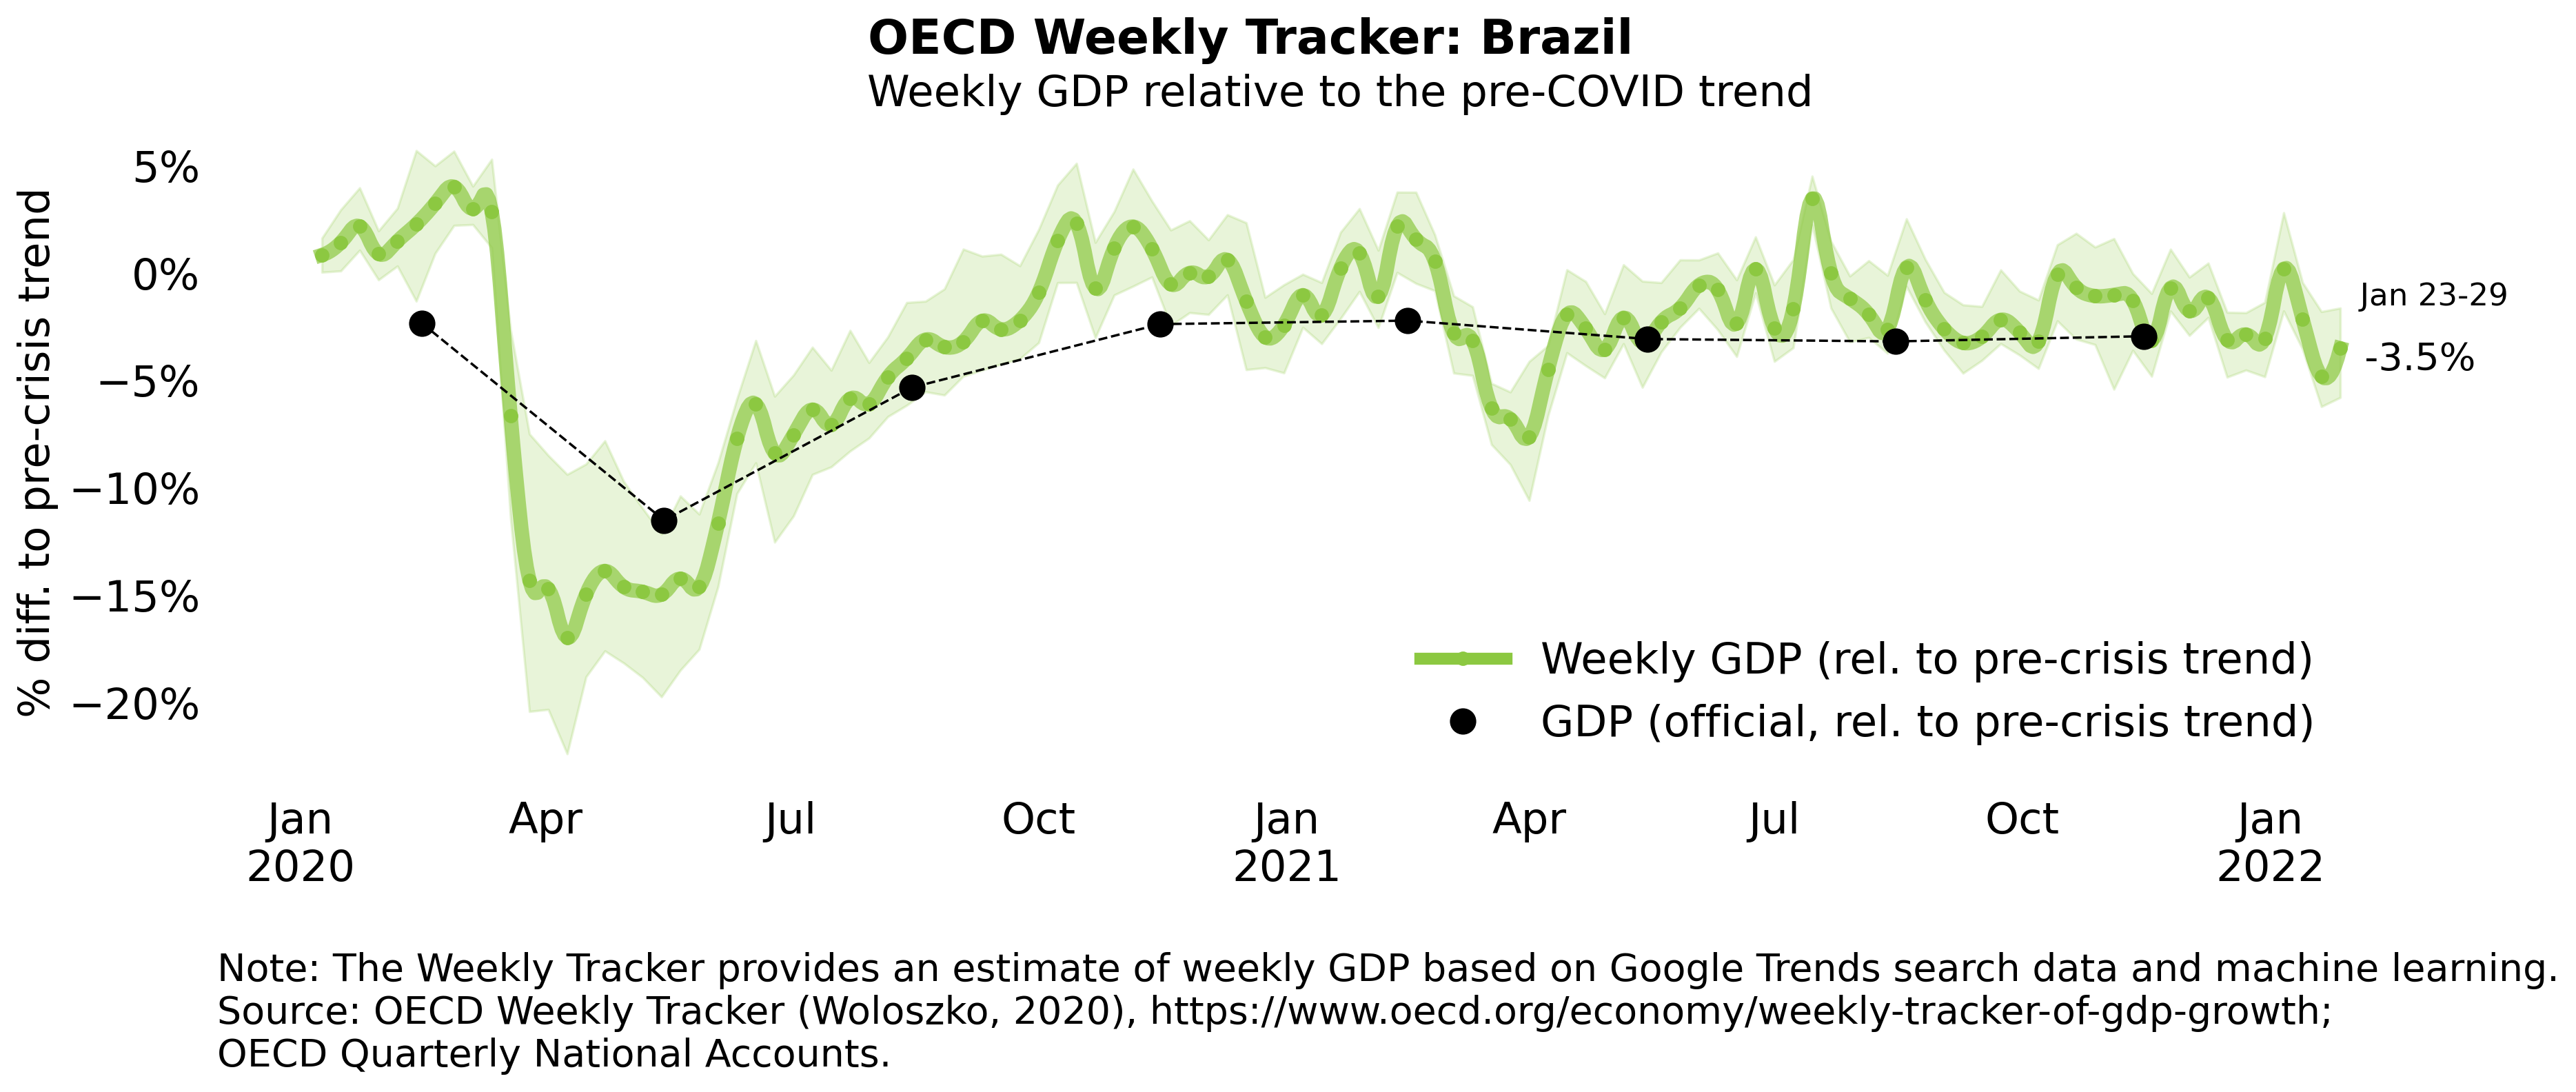 OECD Weekly Tracker: Brazil
Weekly GDP relative to the pre-COVID trend
% diff. to pre-crisis trend
5%
0%
−5%
−10%
−15%
−20%
Jan 23-29
-3.5%
Weekly GDP (rel. to pre-crisis trend)
GDP (official, rel. to pre-crisis trend)
Jan Apr Jul Oct Jan Apr Jul Oct Jan
2020 2021 2022
Note: The Weekly Tracker provides an estimate of weekly GDP based on Google Trends search data and machine learning.
Source: OECD Weekly Tracker (Woloszko, 2020), https://www.oecd.org/economy/weekly-tracker-of-gdp-growth;
OECD Quarterly National Accounts.